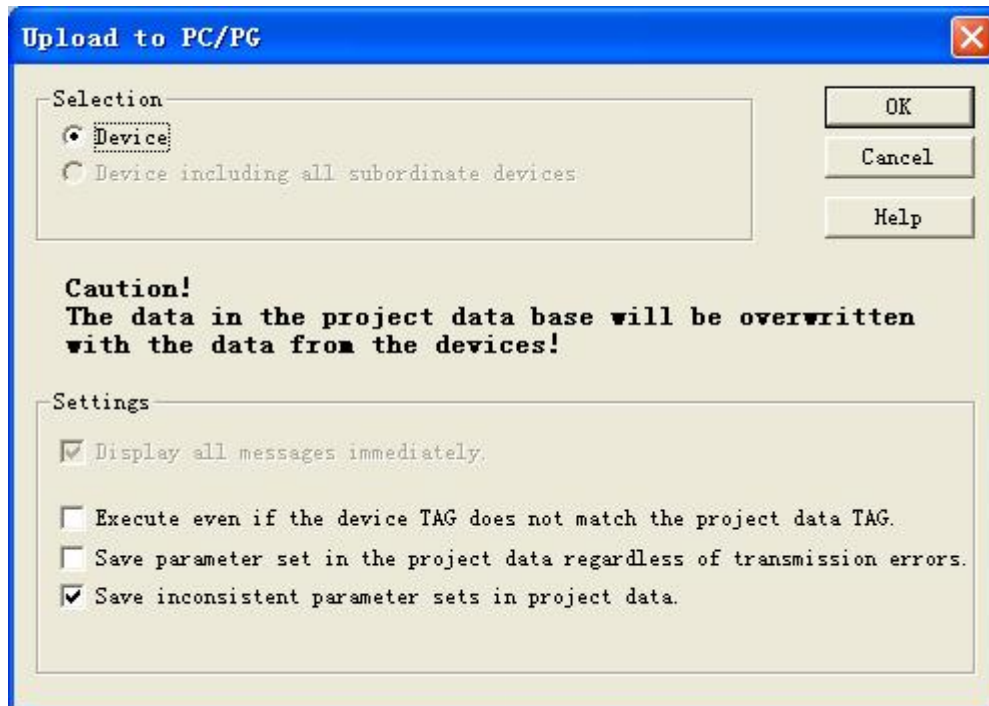 Upload to PC/PG
Selection
Device
Device including all subordinate devices
OK
Cancel
Help
Caution!
The data in the project data base will be overwritten
with the data from the devices!
Settings
Display all messages immediately.
Execute even if the device TAG does not match the project data TAG.
Save parameter set in the project data regardless of transmission errors.
Save inconsistent parameter sets in project data.